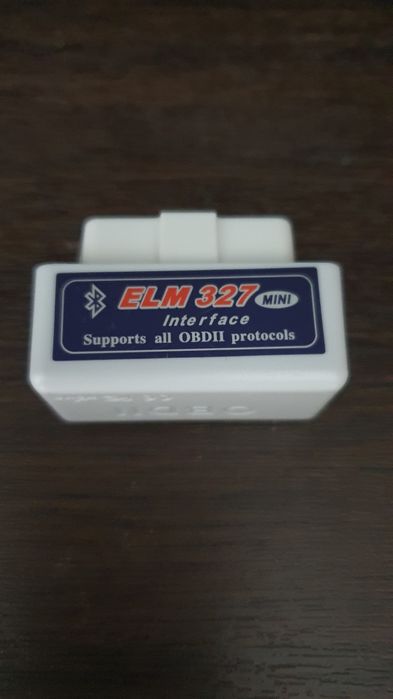 ELM 327 MINI
Interface
Supports all OBDII protocols